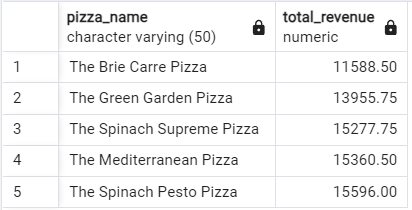 pizza_name total_revenue
character varying (50) numeric
1 The Brie Carre Pizza 11588.50
2 The Green Garden Pizza 13955.75
3 The Spinach Supreme Pizza 15277.75
4 The Mediterranean Pizza 15360.50
5 The Spinach Pesto Pizza 15596.00